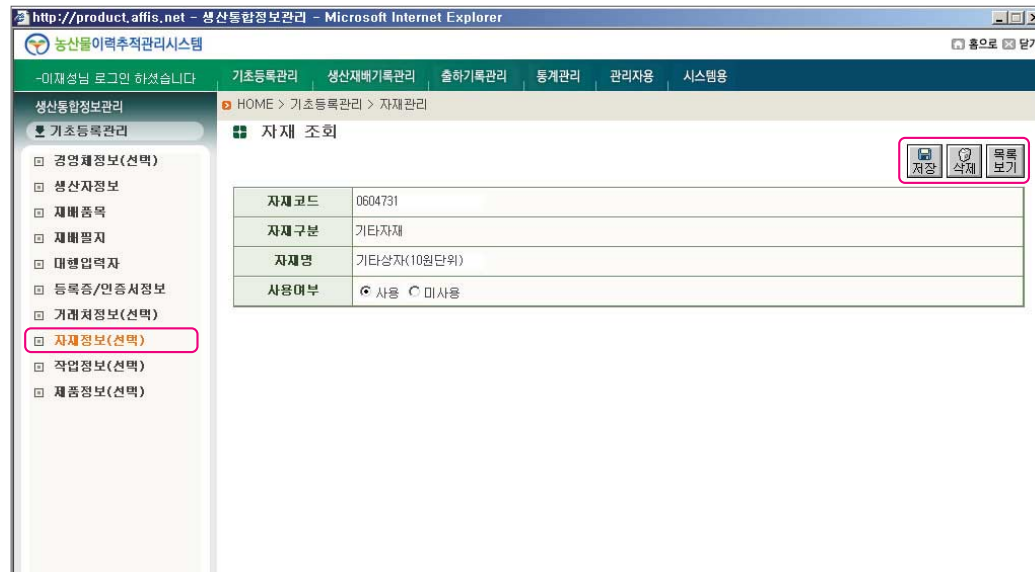 http://product.affis.net - 생산통합정보관리 - Microsoft Internet Explorer
농산물이력추적관리시스템
홈으로 닫기
-이재성님 로그인 하셨습니다
기초등록관리 생산재배기록관리 출하기록관리 통계관리 관리자용 시스템용
생산통합정보관리
HOME > 기초등록관리 > 자재관리
기초등록관리
자재 조회
저장 삭제 목록보기
경영체정보(선택)
생산자정보
재배품목
재배필지
대행입력자
등록증/인증서정보
거래처정보(선택)
자재정보(선택)
작업정보(선택)
제품정보(선택)
자재코드 0604731
자재구분 기타자재
자재명 기타상자(10원단위)
사용여부 사용 미사용